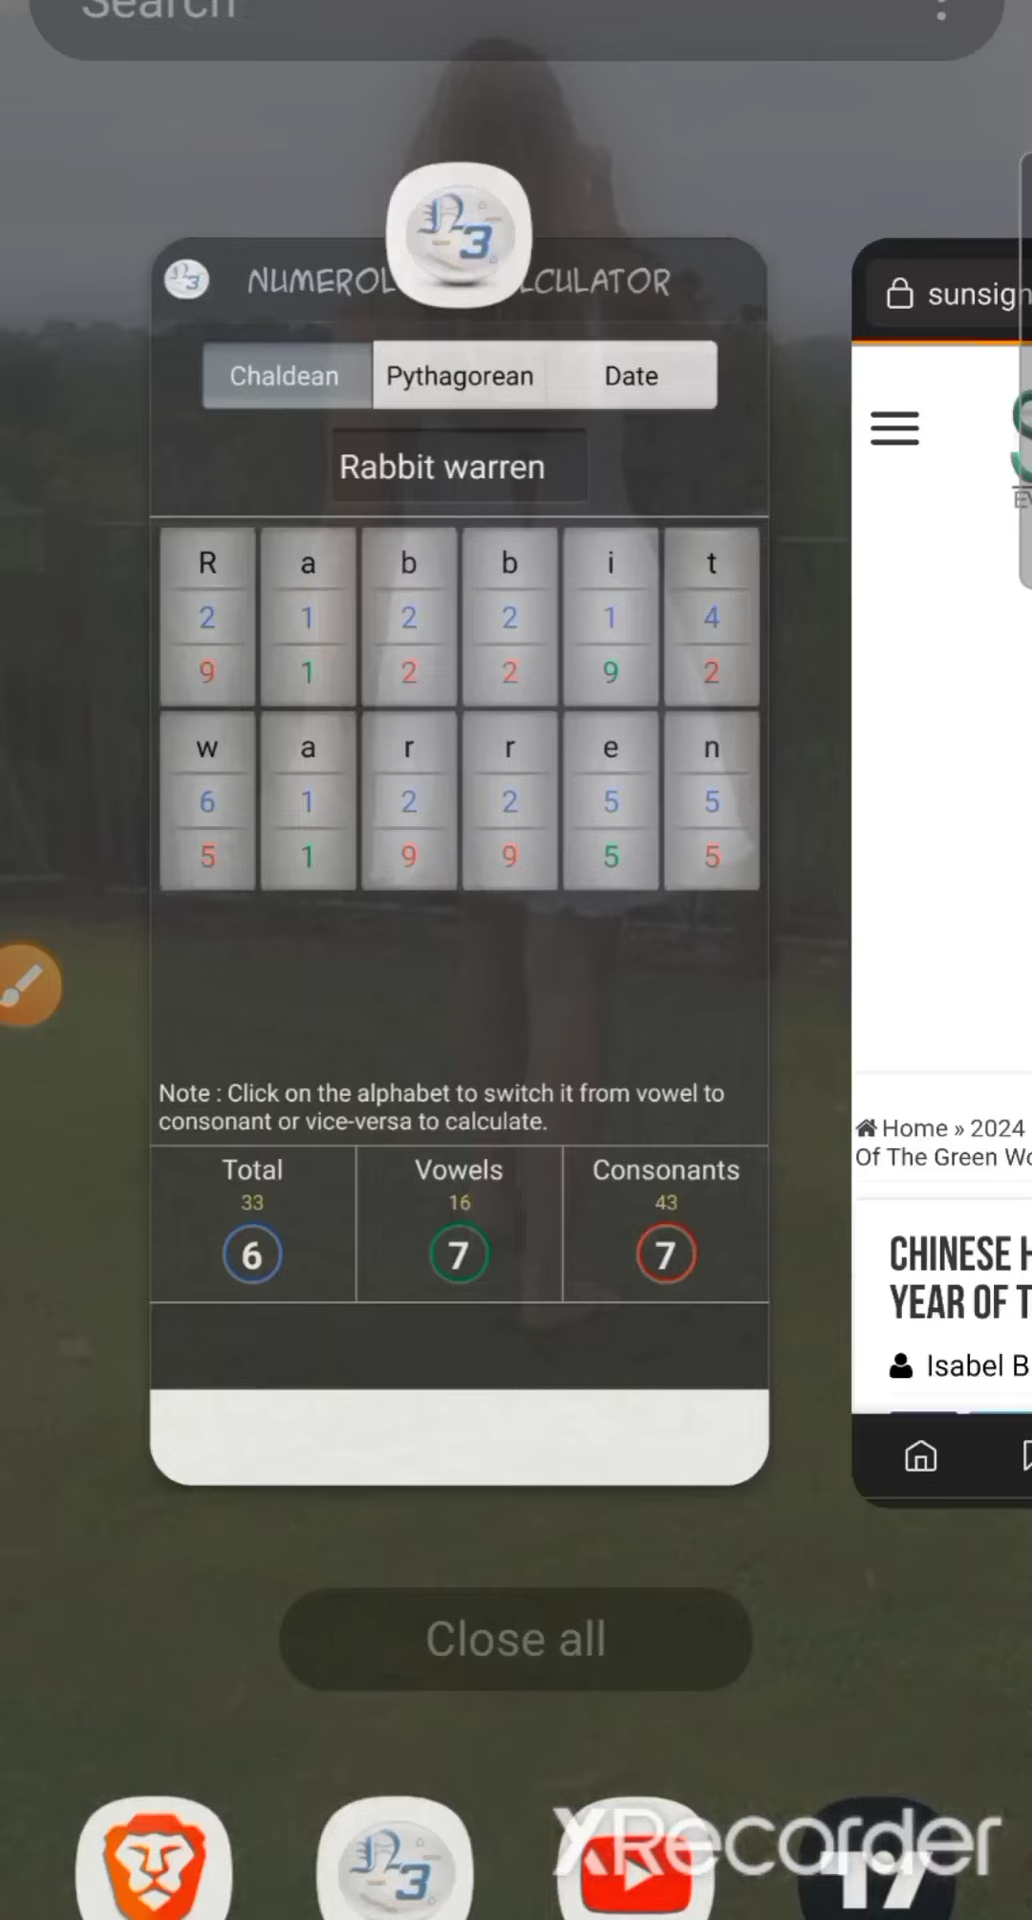 Search
NUMEROL LCULATOR
Chaldean Pythagorean Date
Rabbit warren
R a b b i t
2 1 2 2 1 4
9 1 2 2 9 2
w a r r e n
6 1 2 2 5 5
5 1 9 9 5 5
Note : Click on the alphabet to switch it from vowel to
consonant or vice-versa to calculate.
Total Vowels Consonants
33 16 43
6 7 7
sunsign
Home » 2024
Of The Green Wo
CHINESE H
YEAR OF T
Isabel B
Close all
XRecorder